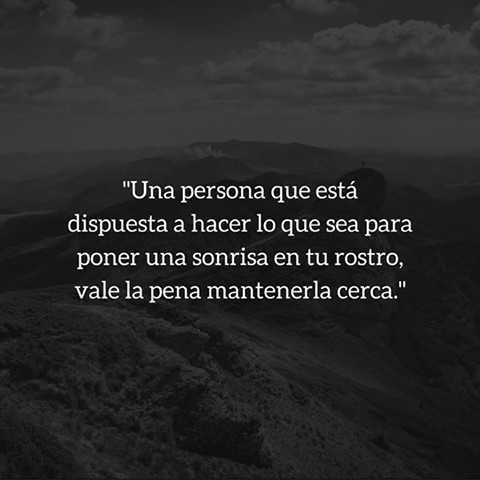 "Una persona que está
dispuesta a hacer lo que sea para
poner una sonrisa en tu rostro,
vale la pena mantenerla cerca."